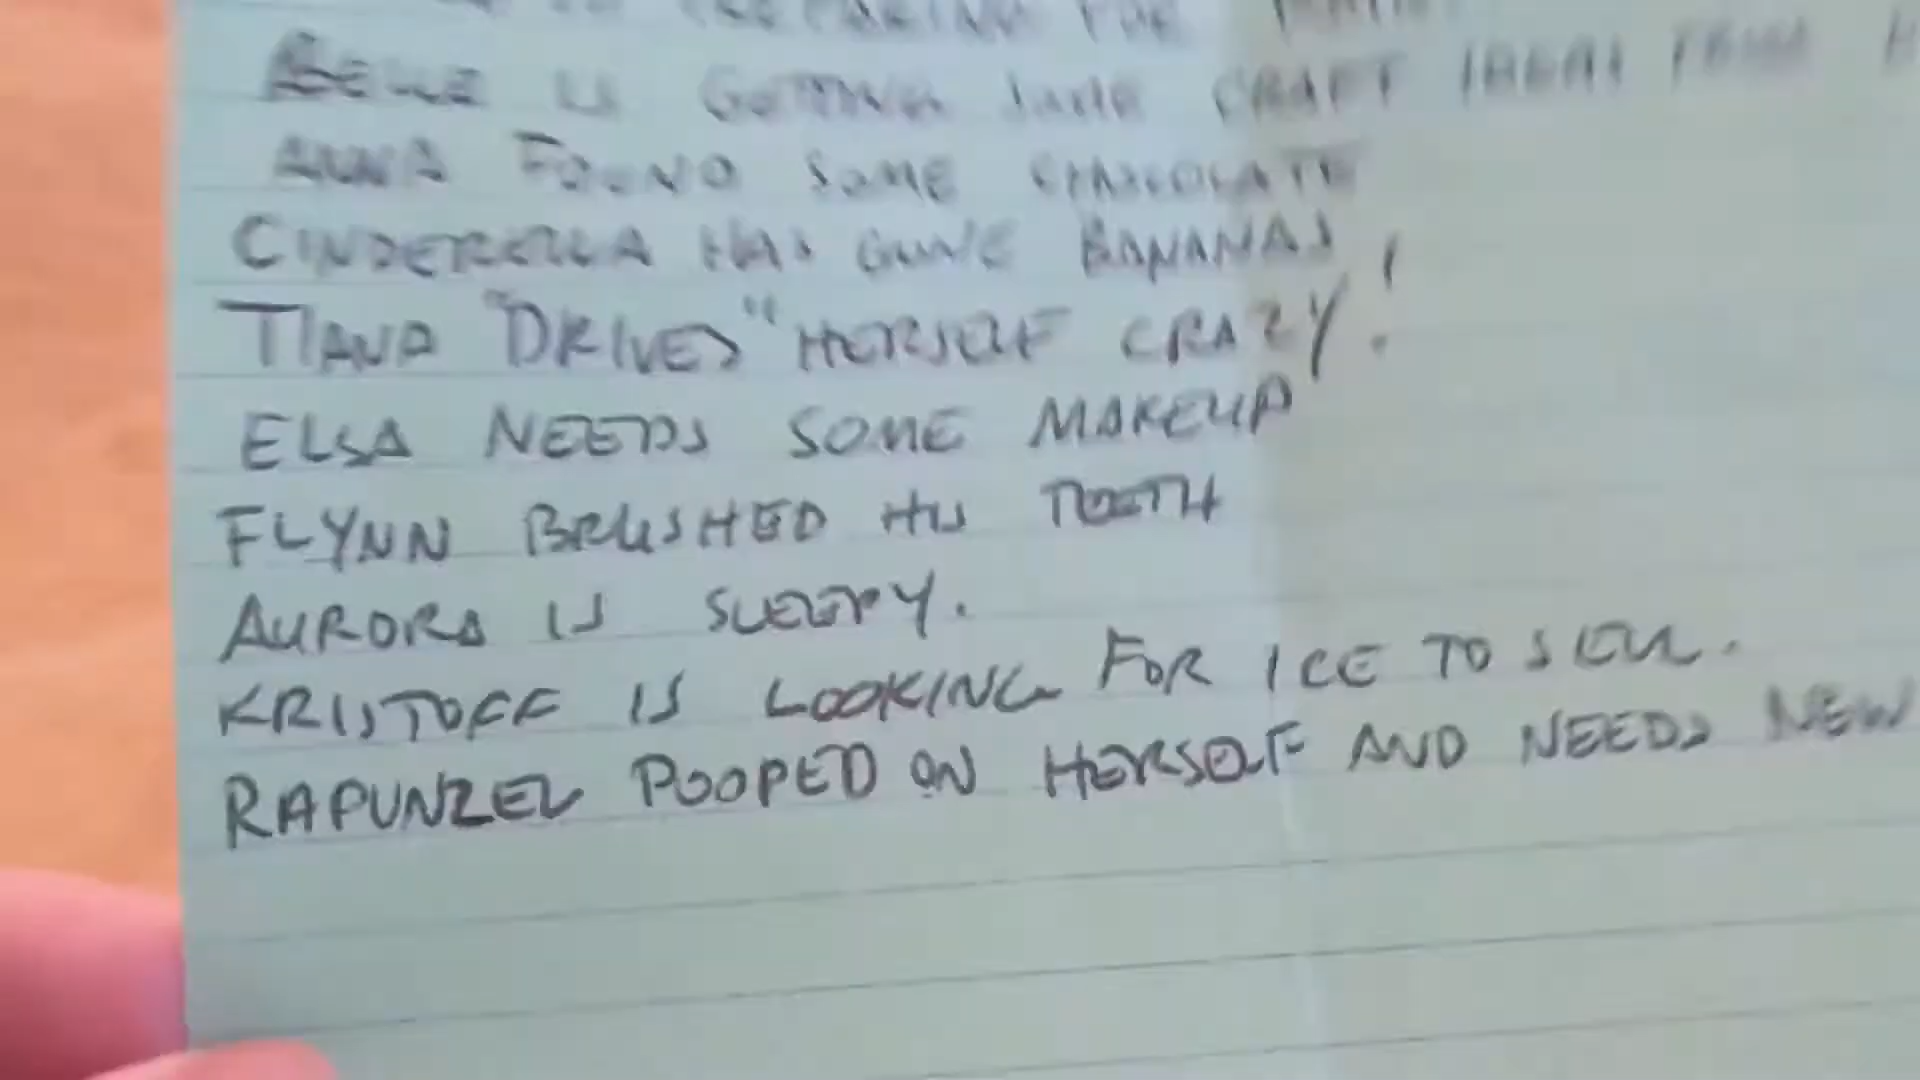 PREPARING FOR
BELLE IS GETTING SOME CRAFT IDEAS FROM
ANNA FOUND SOME CHOCOLATE
CINDERELLA HAS GONE BANANAS
TIANA "DRIVES" HERSELF CRAZY!
ELSA NEEDS SOME MAKEUP
FLYNN BRUSHED HIS TEETH
AURORA IS SLEEPY.
KRISTOFF IS LOOKING FOR ICE TO SELL.
RAPUNZEL POOPED ON HERSELF AND NEEDS NEW